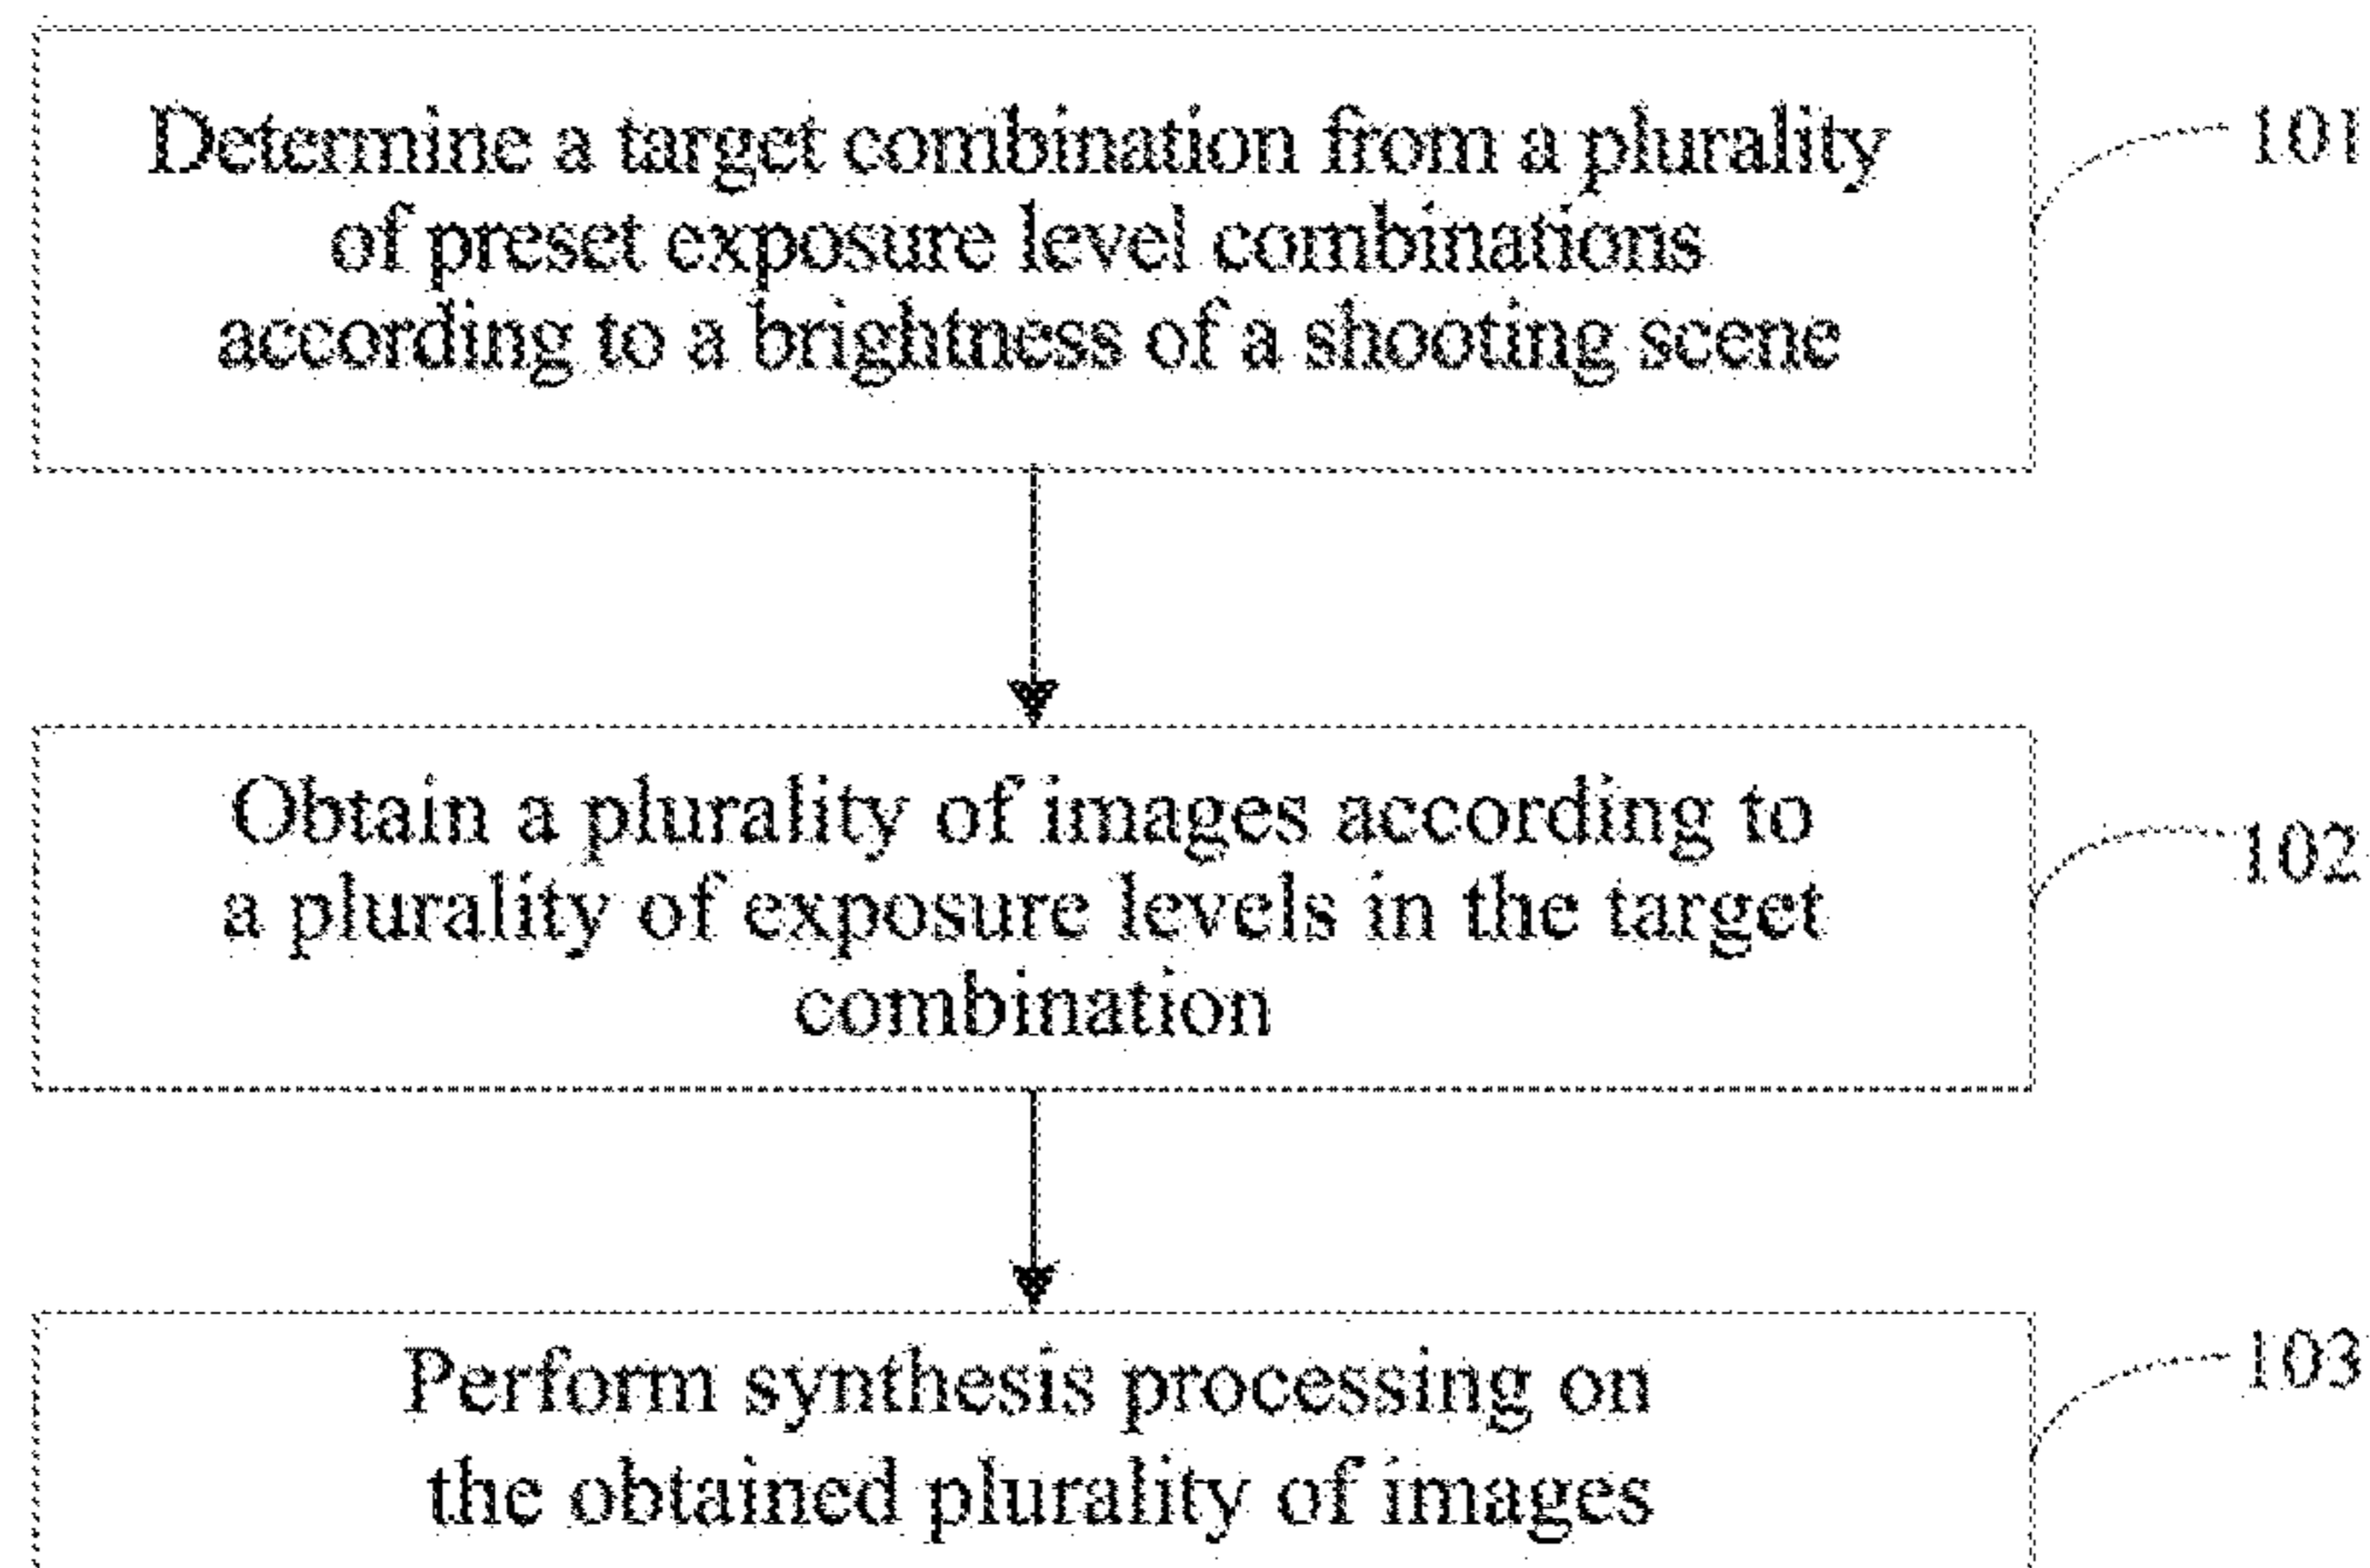 Determine a target combination from a plurality
of preset exposure level combinations
according to a brightness of a shooting scene
101
Obtain a plurality of images according to
a plurality of exposure levels in the target
combination
102
Perform synthesis processing on
the obtained plurality of images
103